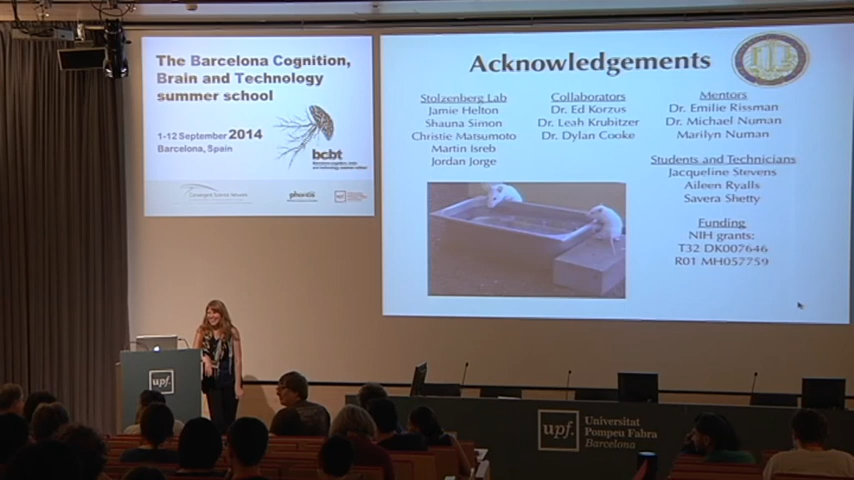 The Barcelona Cognition,
Brain and Technology
summer school
1-12 September 2014
Barcelona, Spain
bcbt
Acknowledgements
Stolzenberg Lab
Jamie Helton
Shauna Simon
Christie Matsumoto
Martin Isreb
Jordan Jorge
Collaborators
Dr. Ed Korzus
Dr. Leah Krubitzer
Dr. Dylan Cooke
Mentors
Dr. Emilie Rissman
Dr. Michael Numan
Marilyn Numan
Students and Technicians
Jacqueline Stevens
Aileen Ryalls
Savera Shetty
Funding
NIH grants:
T32 DK007646
R01 MH057759
upf.
upf.
Universitat
Pompeu Fabra
Barcelona